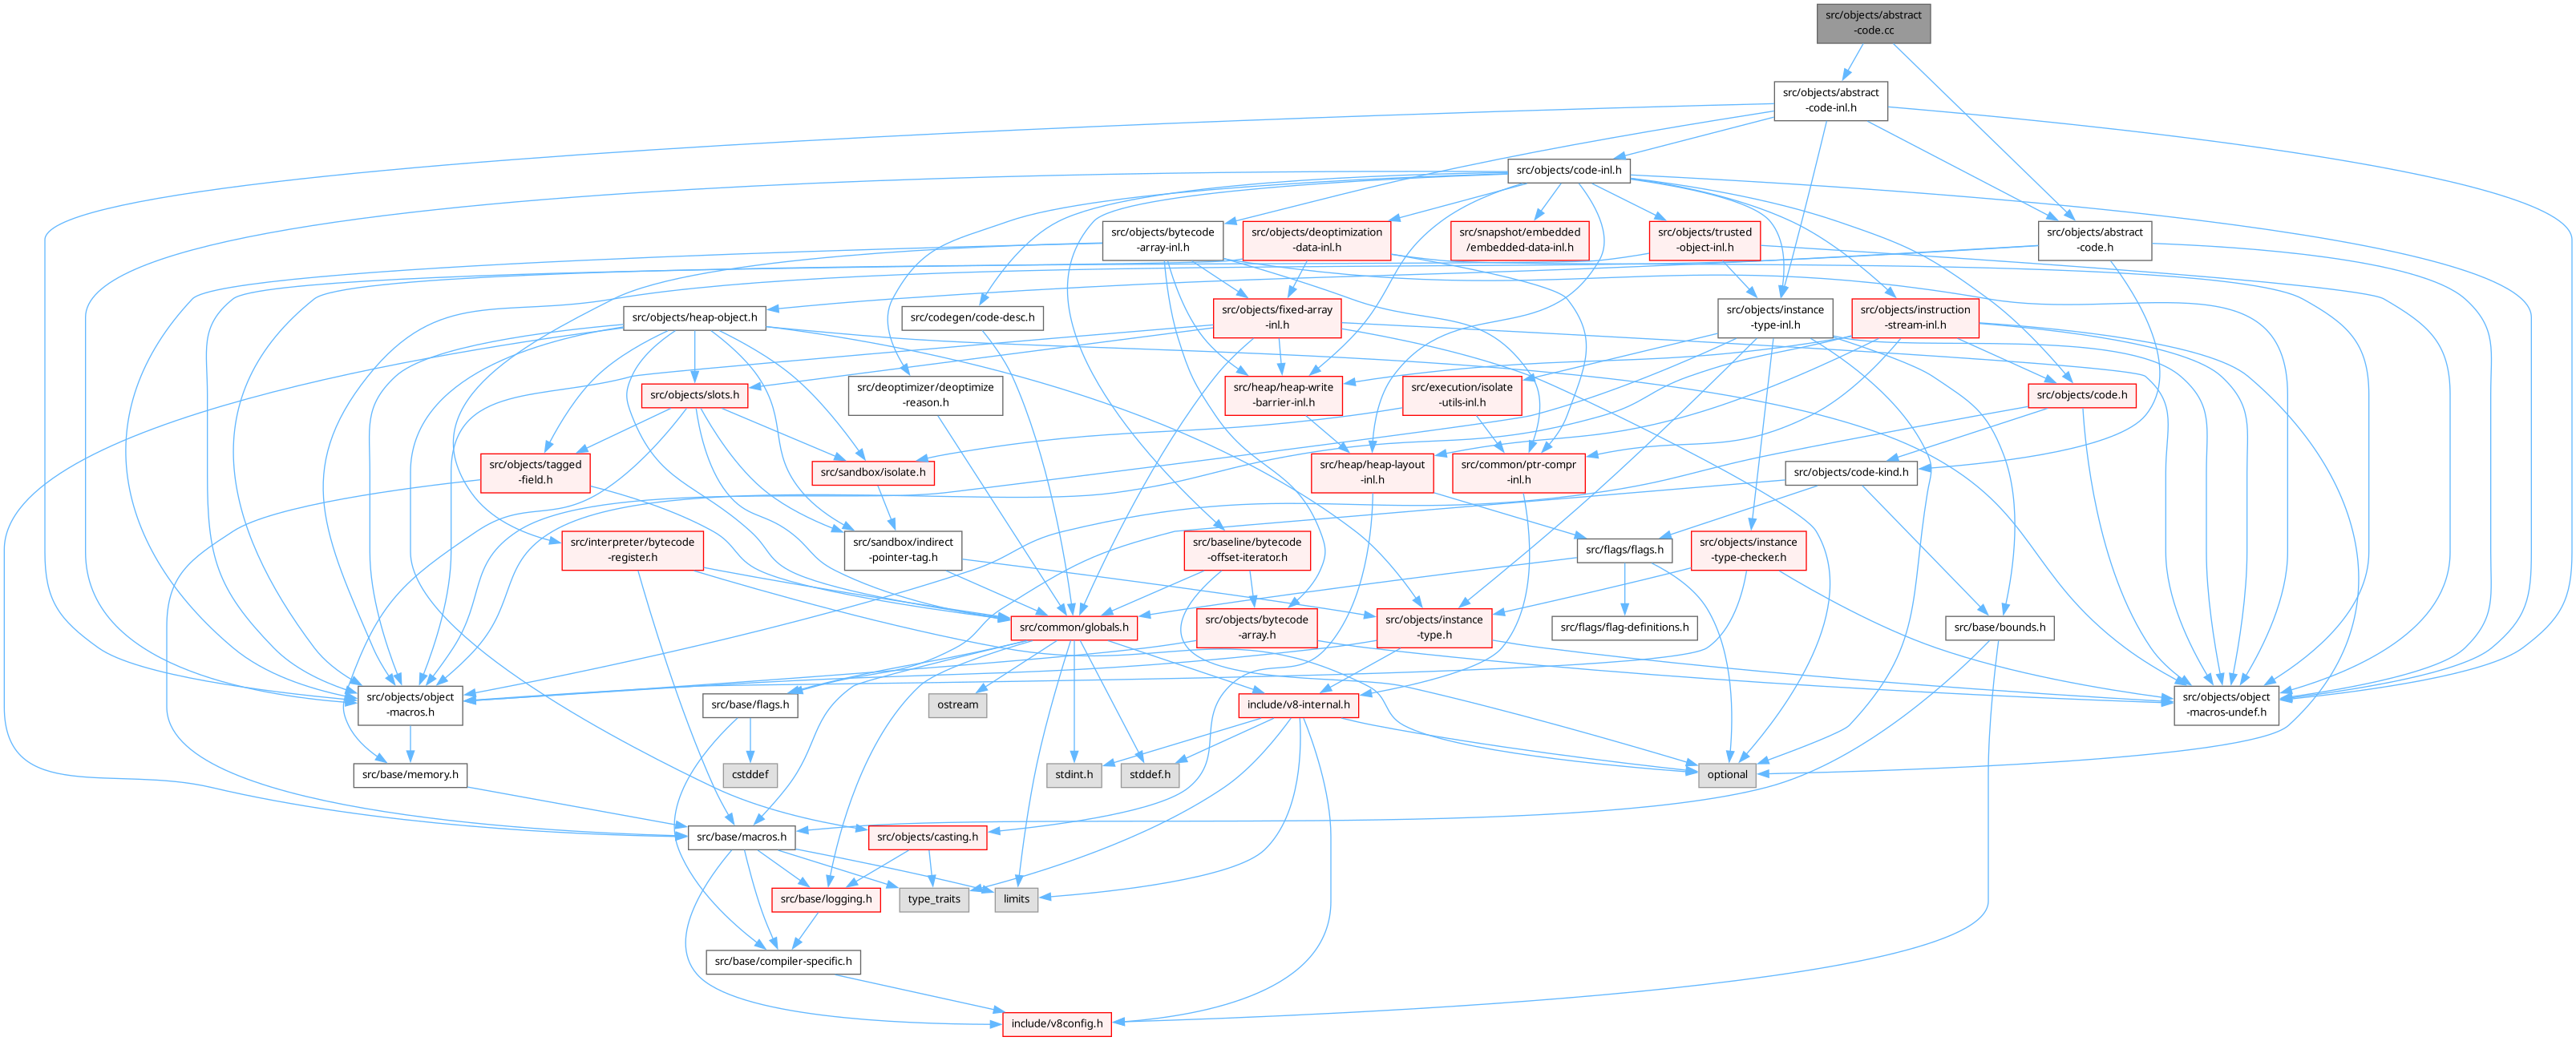 src/objects/abstract
-code.cc
src/objects/abstract
-code-inl.h
src/objects/code-inl.h
src/objects/bytecode
-array-inl.h
src/objects/deoptimization
-data-inl.h
src/snapshot/embedded
/embedded-data-inl.h
src/objects/trusted
-object-inl.h
src/objects/abstract
-code.h
src/objects/heap-object.h
src/codegen/code-desc.h
src/objects/fixed-array
-inl.h
src/objects/instance
-type-inl.h
src/objects/instruction
-stream-inl.h
src/objects/slots.h
src/deoptimizer/deoptimize
-reason.h
src/heap/heap-write
-barrier-inl.h
src/execution/isolate
-utils-inl.h
src/objects/code.h
src/objects/tagged
-field.h
src/sandbox/isolate.h
src/heap/heap-layout
-inl.h
src/common/ptr-compr
-inl.h
src/objects/code-kind.h
src/interpreter/bytecode
-register.h
src/sandbox/indirect
-pointer-tag.h
src/baseline/bytecode
-offset-iterator.h
src/flags/flags.h
src/objects/instance
-type-checker.h
src/common/globals.h
src/objects/bytecode
-array.h
src/objects/instance
-type.h
src/flags/flag-definitions.h
src/base/bounds.h
src/objects/object
-macros.h
src/base/flags.h
ostream
include/v8-internal.h
src/objects/object
-macros-undef.h
src/base/memory.h
cstddef
stdint.h
stddef.h
optional
src/base/macros.h
src/objects/casting.h
src/base/logging.h
type_traits
limits
src/base/compiler-specific.h
include/v8config.h